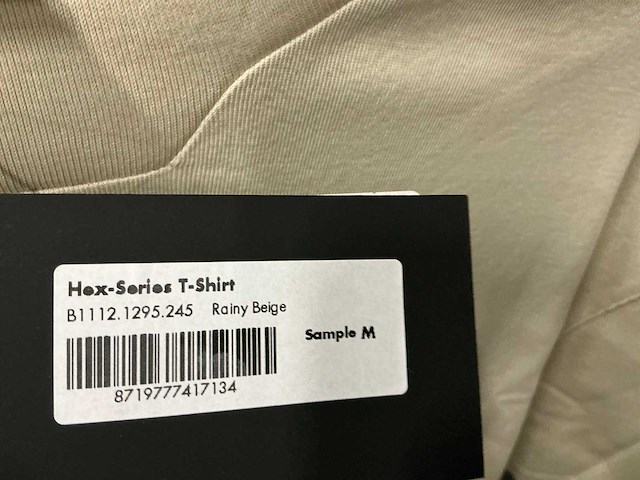 Hex-Series T-Shirt
B1112.1295.245 Rainy Beige
Sample M
8719777417134